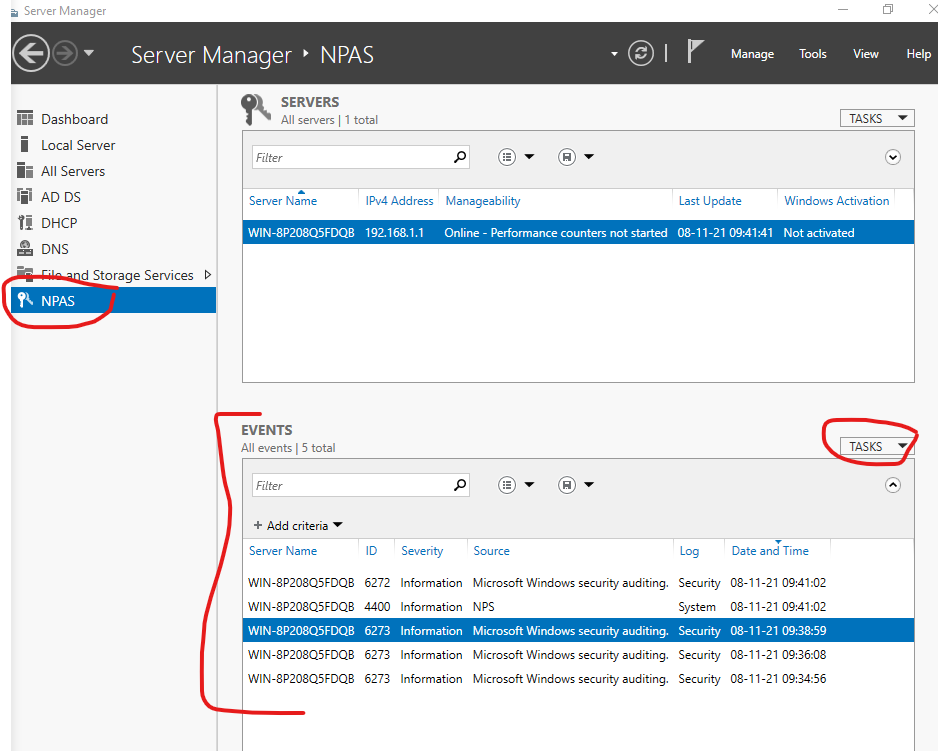 Server Manager
Server Manager ‣ NPAS
Manage Tools View Help
Dashboard
Local Server
All Servers
AD DS
DHCP
DNS
File and Storage Services
NPAS
SERVERS
All servers | 1 total
TASKS
Filter
Server Name IPv4 Address Manageability Last Update Windows Activation
WIN-8P208Q5FDQB 192.168.1.1 Online - Performance counters not started 08-11-21 09:41:41 Not activated
EVENTS
All events | 5 total
TASKS
Filter
+ Add criteria
Server Name ID Severity Source Log Date and Time
WIN-8P208Q5FDQB 6272 Information Microsoft Windows security auditing. Security 08-11-21 09:41:02
WIN-8P208Q5FDQB 4400 Information NPS System 08-11-21 09:41:02
WIN-8P208Q5FDQB 6273 Information Microsoft Windows security auditing. Security 08-11-21 09:38:59
WIN-8P208Q5FDQB 6273 Information Microsoft Windows security auditing. Security 08-11-21 09:36:08
WIN-8P208Q5FDQB 6273 Information Microsoft Windows security auditing. Security 08-11-21 09:34:56